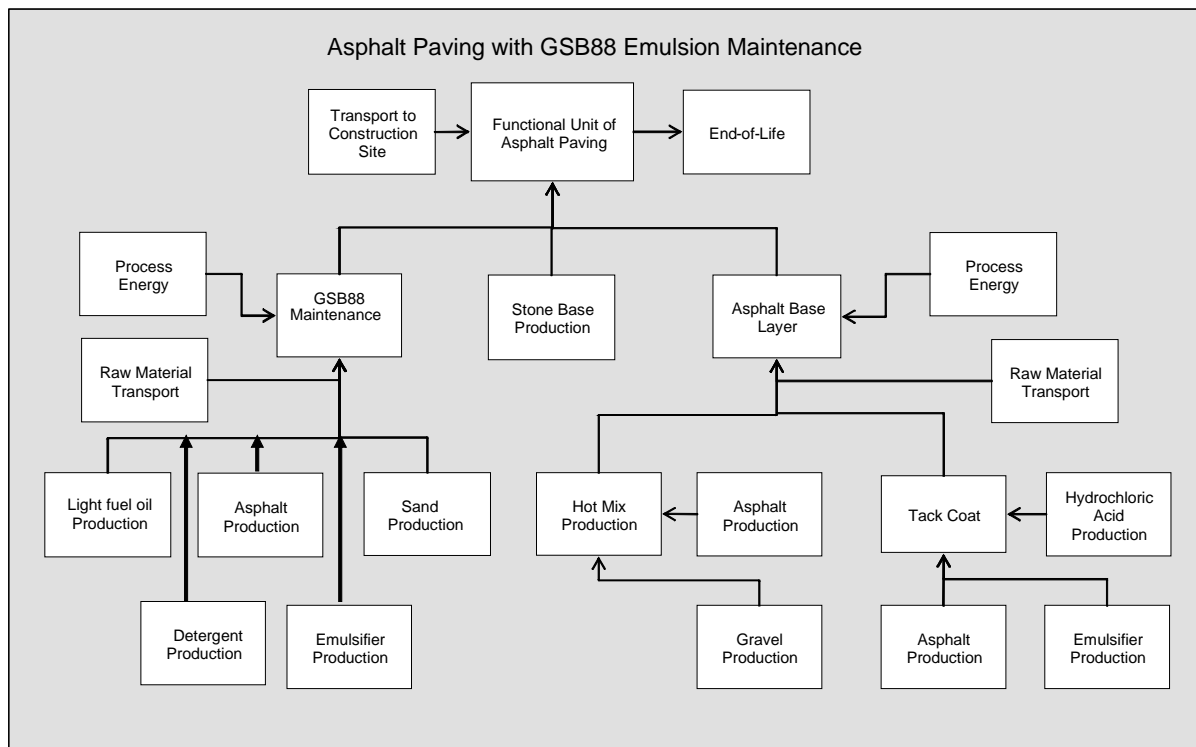 Asphalt Paving with GSB88 Emulsion Maintenance
Transport to
Construction
Site
Functional Unit of
Asphalt Paving
End-of-Life
Process
Energy
GSB88
Maintenance
Stone Base
Production
Asphalt Base
Layer
Process
Energy
Raw Material
Transport
Raw Material
Transport
Light fuel oil
Production
Asphalt
Production
Sand
Production
Hot Mix
Production
Asphalt
Production
Tack Coat
Hydrochloric
Acid
Production
Detergent
Production
Emulsifier
Production
Gravel
Production
Asphalt
Production
Emulsifier
Production